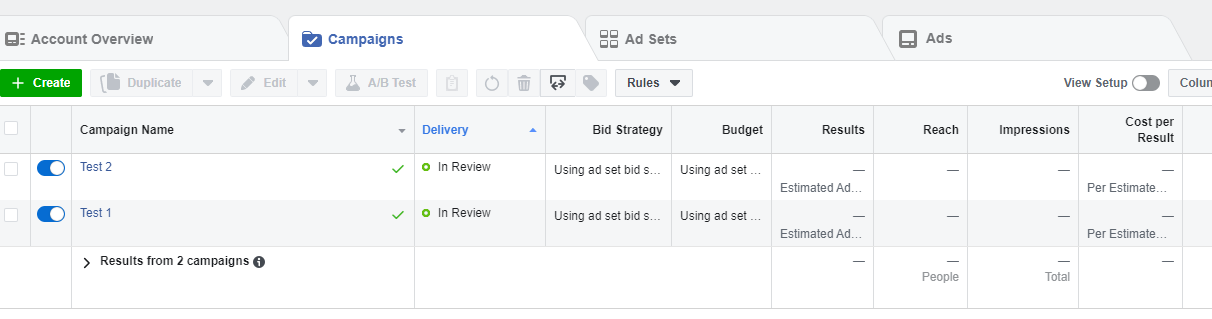 Account Overview
Campaigns
Ad Sets
Ads
+ Create
Duplicate
Edit
A/B Test
Rules
View Setup
Colun
Campaign Name
Delivery
Bid Strategy
Budget
Results
Reach
Impressions
Cost per
Result
Test 2
In Review
Using ad set bid s...
Using ad set ...
—
—
—
—
Estimated Ad...
Per Estimate...
Test 1
In Review
Using ad set bid s...
Using ad set ...
—
—
—
—
Estimated Ad...
Per Estimate...
Results from 2 campaigns
—
—
—
—
People
Total